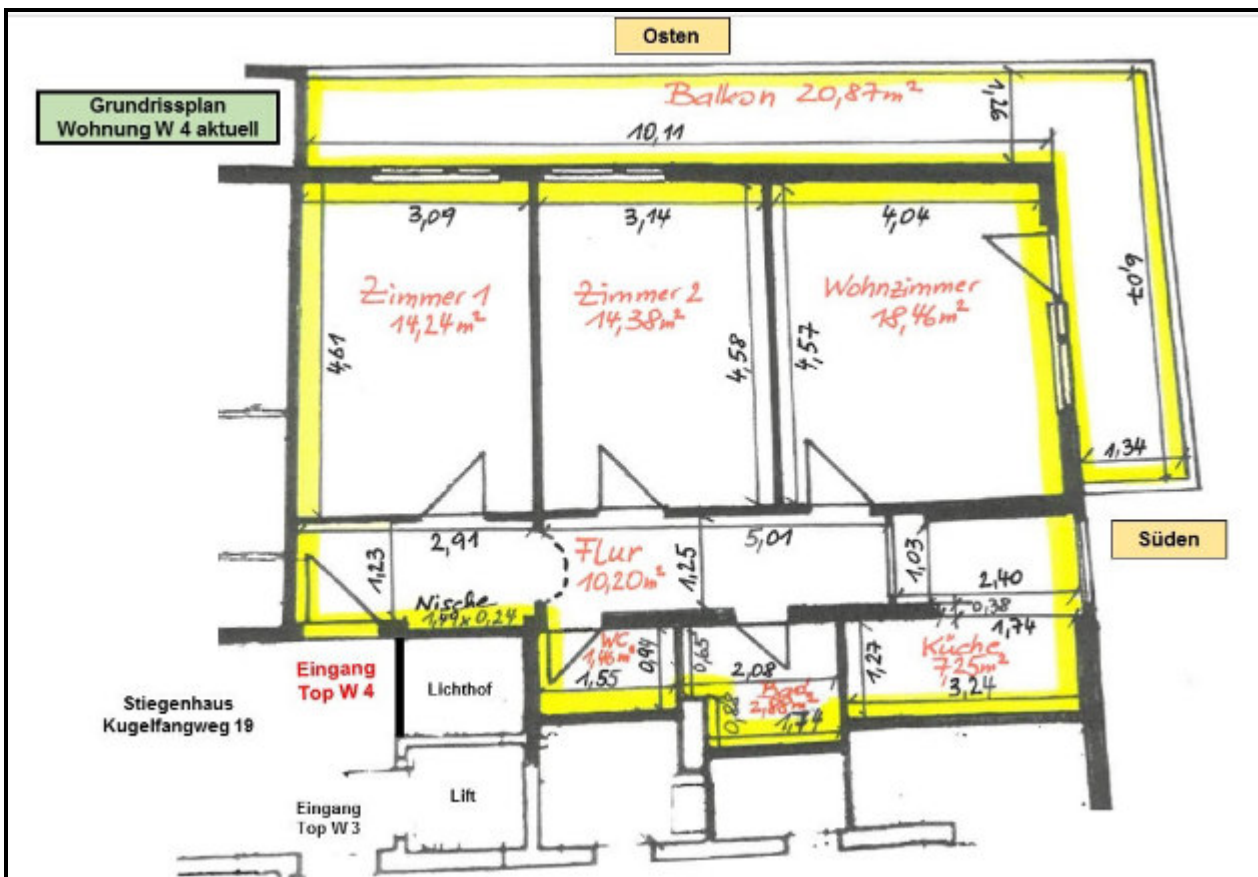 Osten
Grundrissplan
Wohnung W 4 aktuell
Balkon 20,87m²
1,26
10,11
3,09
3,14
4,04
6,07
Zimmer 1
14,24m²
Zimmer 2
14,38m²
Wohnzimmer
18,46m²
4,61
4,58
4,57
1,34
Süden
2,91
5,01
1,23
Flur
10,20m²
1,25
1,03
2,40
Nische
1,49 x 0,24
0,38
1,74
WC
1,46m²
0,94
1,55
0,65
2,08
Bad
2,88m²
0,88
1,74
1,27
Küche
7,25m²
3,24
Eingang
Top W 4
Lichthof
Stiegenhaus
Kugelfangweg 19
Lift
Eingang
Top W 3